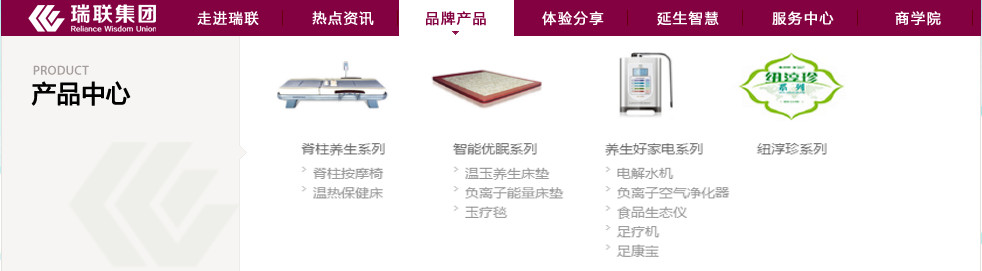 瑞联集团
Reliance Wisdom Union
走进瑞联
热点资讯
品牌产品
体验分享
延生智慧
服务中心
商学院
PRODUCT
产品中心
纽淳珍
系列
脊柱养生系列
脊柱按摩椅
温热保健床
智能优眠系列
温玉养生床垫
负离子能量床垫
玉疗毯
养生好家电系列
电解水机
负离子空气净化器
食品生态仪
足疗机
足康宝
纽淳珍系列